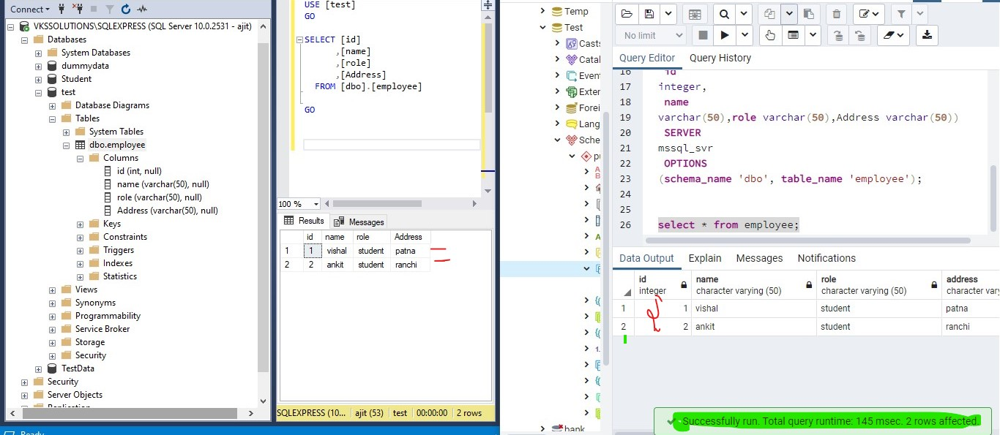 Connect
VKSSOLUTIONS\SQLEXPRESS (SQL Server 10.0.2531 - ajit)
Databases
System Databases
dummydata
Student
test
Database Diagrams
Tables
System Tables
dbo.employee
Columns
id (int, null)
name (varchar(50), null)
role (varchar(50), null)
Address (varchar(50), null)
Keys
Constraints
Triggers
Indexes
Statistics
Views
Synonyms
Programmability
Service Broker
Storage
Security
TestData
Security
Server Objects
Replication
Ready
USE [test]
GO
SELECT [id]
,[name]
,[role]
,[Address]
FROM [dbo].[employee]
GO
100 %
Results Messages
id name role Address
1 1 vishal student patna
2 2 ankit student ranchi
SQLEXPRESS (10... ajit (53) test 00:00:00 2 rows
Temp
Test
Casts
Catal
Event
Exter
Forei
Lang
Sche
bank
No limit
Query Editor Query History
16 id
17 integer,
18 name
19 varchar(50),role varchar(50),Address varchar(50))
20 SERVER
21 mssql_svr
22 OPTIONS
23 (schema_name 'dbo', table_name 'employee');
24
25
26 select * from employee;
Data Output Explain Messages Notifications
id name role address
integer character varying (50) character varying (50) character vary
1 1 vishal student patna
2 2 ankit student ranchi
Successfully run. Total query runtime: 145 msec. 2 rows affected.